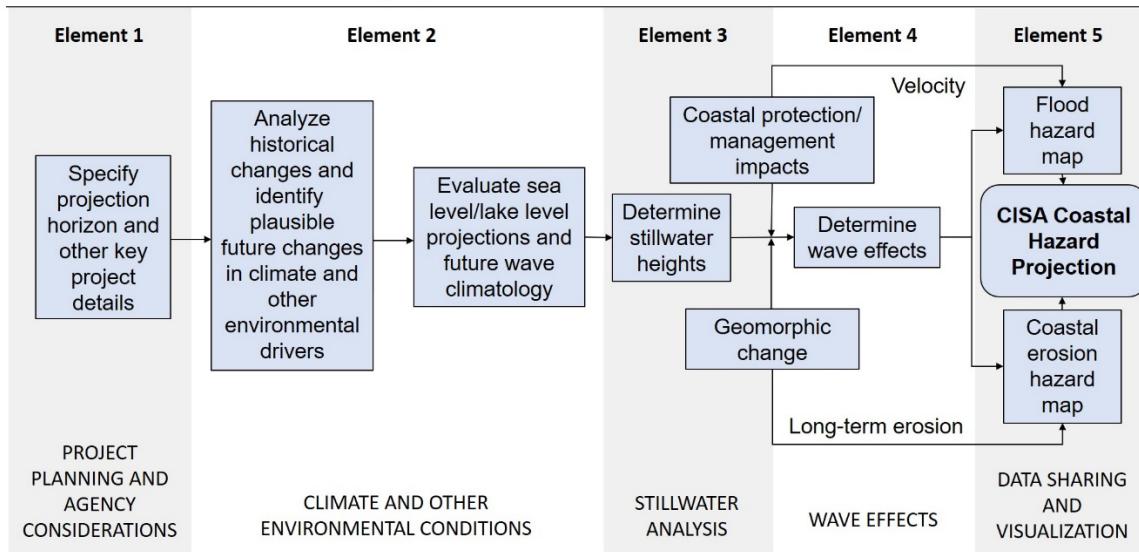 Element 1
Element 2
Element 3
Element 4
Element 5
Specify
projection
horizon and
other key
project
details
Analyze
historical
changes and
identify
plausible
future changes
in climate and
other
environmental
drivers
Evaluate sea
level/lake level
projections and
future wave
climatology
Determine
stillwater
heights
Coastal protection/
management
impacts
Geomorphic
change
Determine
wave effects
Velocity
Long-term erosion
Flood
hazard
map
CISA Coastal
Hazard
Projection
Coastal
erosion
hazard
map
PROJECT
PLANNING AND
AGENCY
CONSIDERATIONS
CLIMATE AND OTHER
ENVIRONMENTAL CONDITIONS
STILLWATER
ANALYSIS
WAVE EFFECTS
DATA SHARING
AND
VISUALIZATION